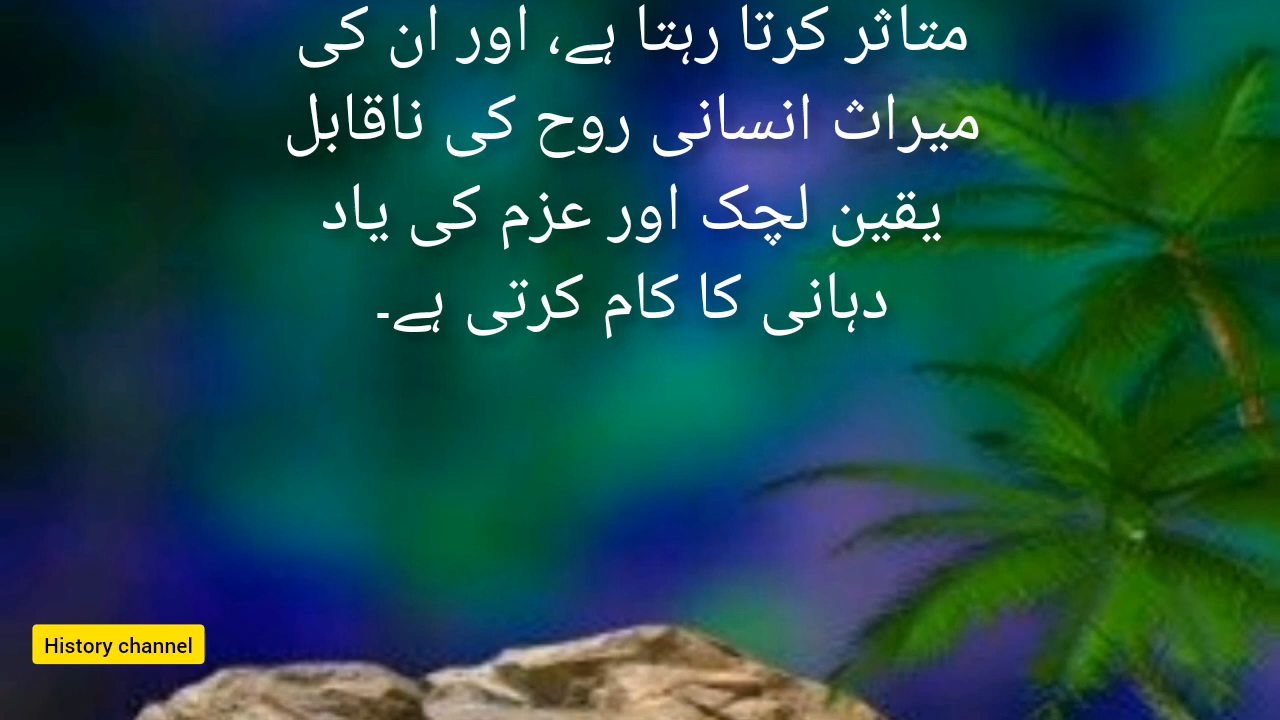 متاثر کرتا رہتا ہے، اور ان کی
میراث انسانی روح کی ناقابل
یقین لچک اور عزم کی یاد
دہانی کا کام کرتی ہے۔
History channel